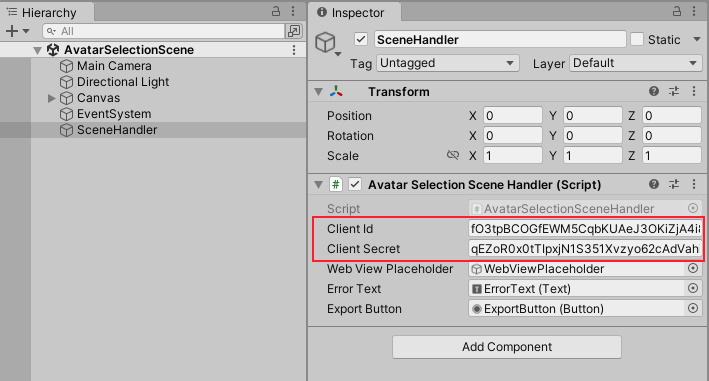 Hierarchy
All
AvatarSelectionScene
Main Camera
Directional Light
Canvas
EventSystem
SceneHandler
Inspector
SceneHandler
Static
Tag Untagged Layer Default
Transform
Position X 0 Y 0 Z 0
Rotation X 0 Y 0 Z 0
Scale X 1 Y 1 Z 1
# Avatar Selection Scene Handler (Script)
Script AvatarSelectionSceneHandler
Client Id
Client Secret
Web View Placeholder WebViewPlaceholder
Error Text ErrorText (Text)
Export Button ExportButton (Button)
Add Component